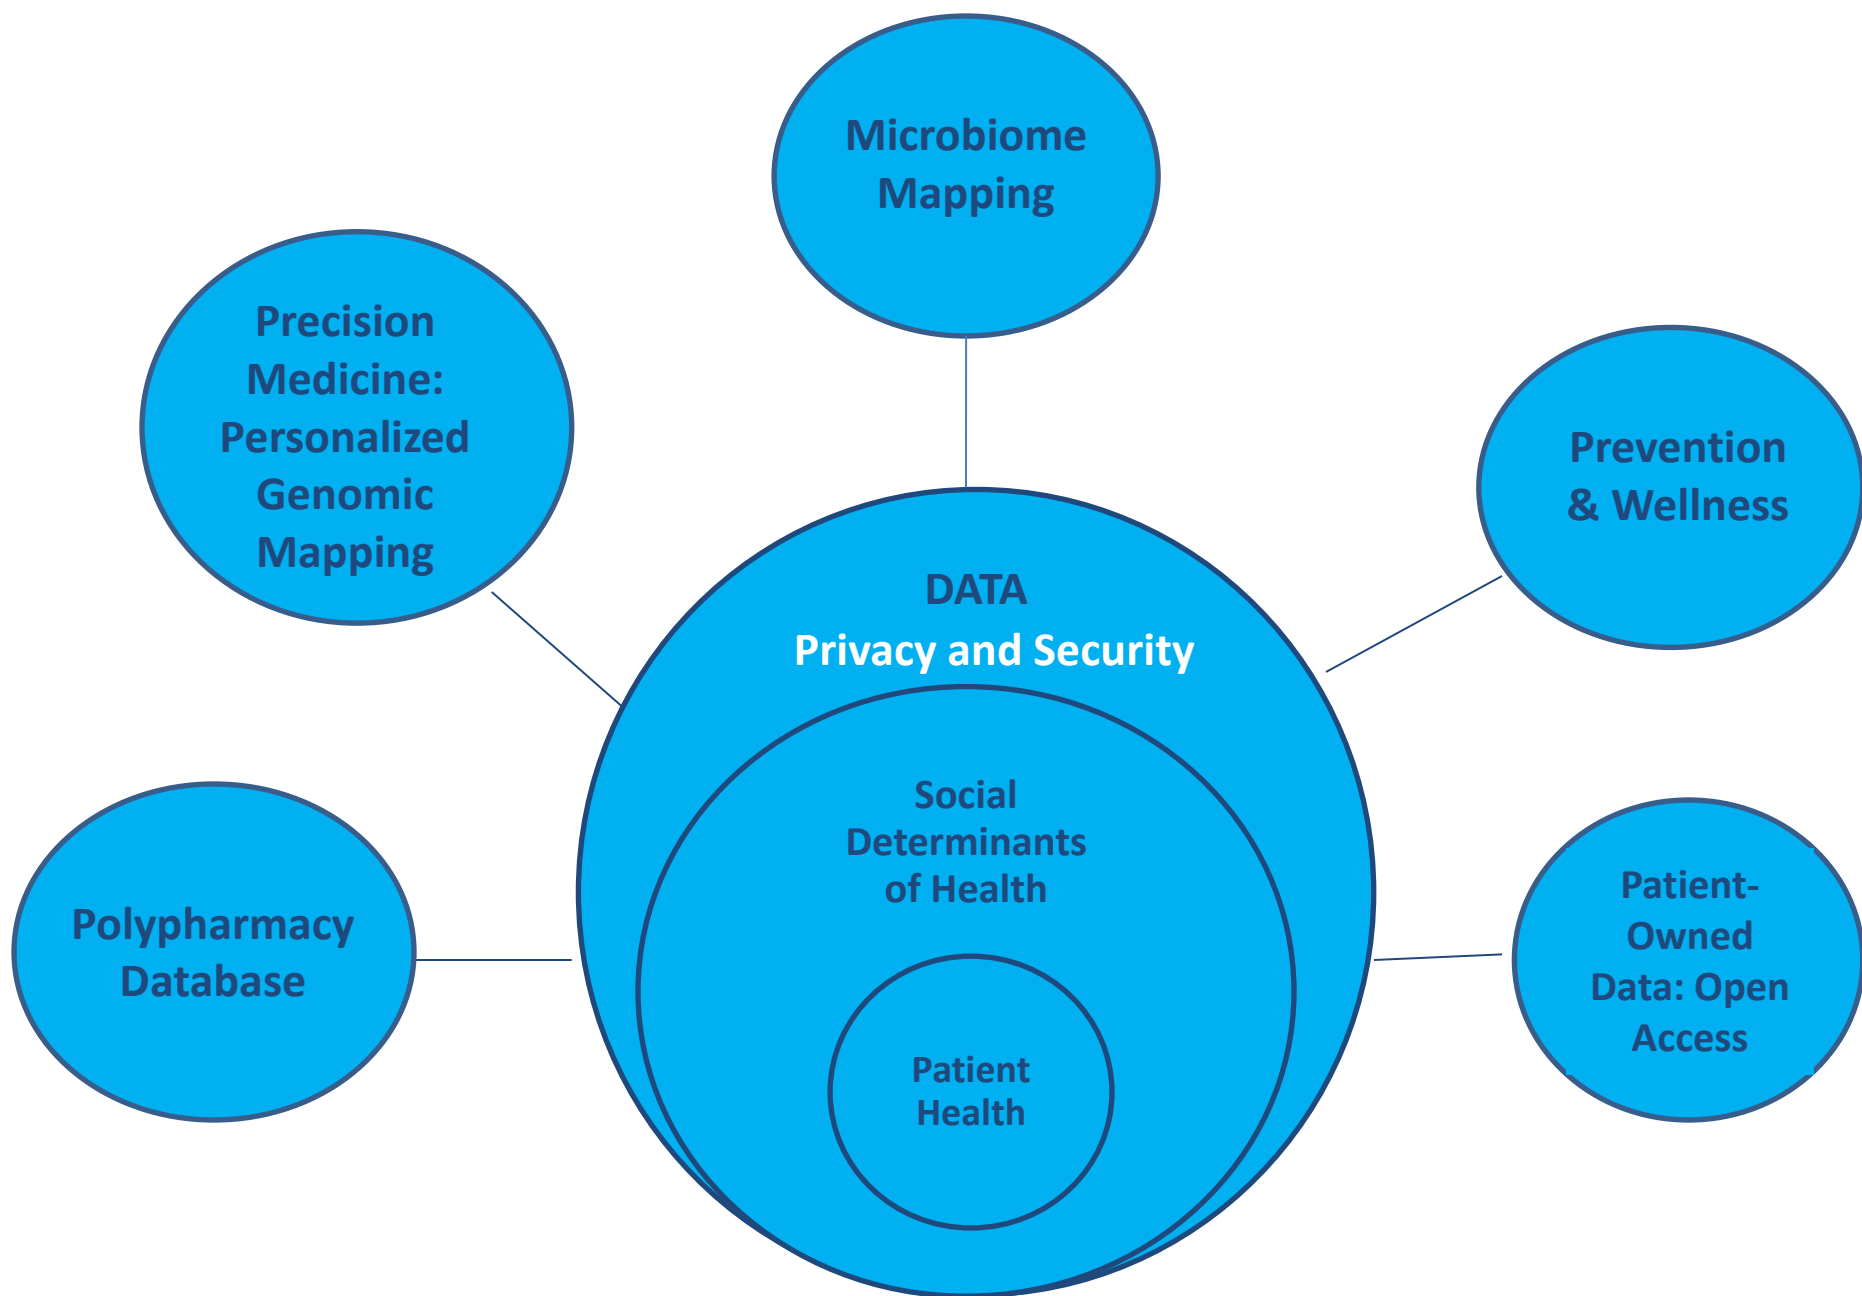 Microbiome
Mapping
Precision
Medicine:
Personalized
Genomic
Mapping
Prevention
& Wellness
DATA
Privacy and Security
Social
Determinants
of Health
Polypharmacy
Database
Patient-
Owned
Data: Open
Access
Patient
Health